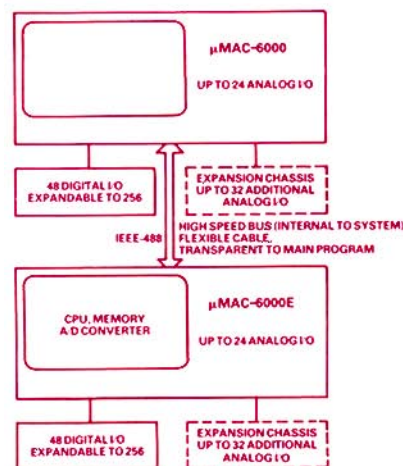 μMAC-6000
UP TO 24 ANALOG I/O
48 DIGITAL I/O
EXPANDABLE TO 256
EXPANSION CHASSIS
UP TO 32 ADDITIONAL
ANALOG I/O
IEEE-488
HIGH SPEED BUS (INTERNAL TO SYSTEM)
FLEXIBLE CABLE,
TRANSPARENT TO MAIN PROGRAM
CPU, MEMORY
A/D CONVERTER
μMAC-6000E
UP TO 24 ANALOG I/O
48 DIGITAL I/O
EXPANDABLE TO 256
EXPANSION CHASSIS
UP TO 32 ADDITIONAL
ANALOG I/O